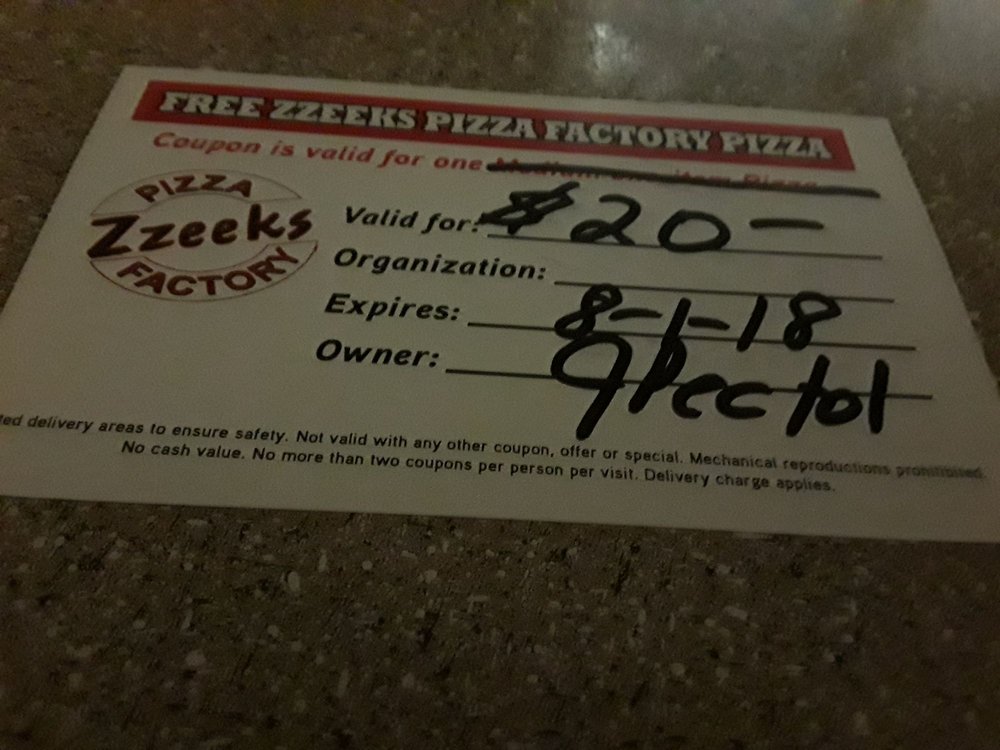 FREE ZZEEKS PIZZA FACTORY PIZZA
Coupon is valid for one
PIZZA
Zzeeks
FACTORY
Valid for: $20-
Organization:
Expires: 8-1-18
Owner:
ted delivery areas to ensure safety. Not valid with any other coupon, offer or special. Mechanical reproductions prohibited.
No cash value. No more than two coupons per person per visit. Delivery charge applies.